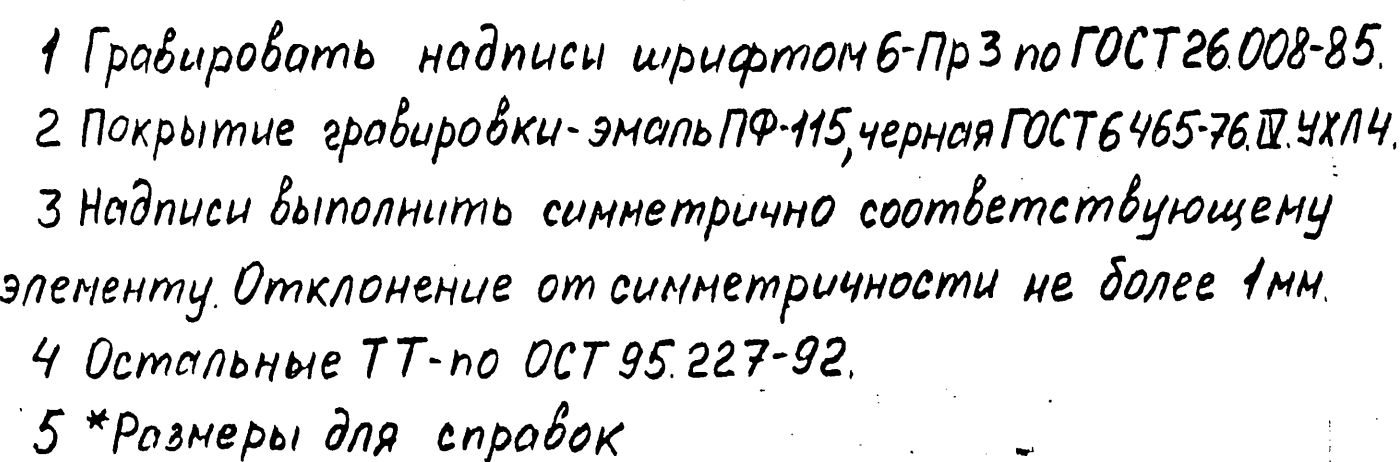 1 Гравировать надписи шрифтом 6-Пр3 по ГОСТ 26.008-85.
2 Покрытие гравировки-эмаль ПФ-115, черная ГОСТ 6465-76.IV.УХЛ4.
3 Надписи выполнить симметрично соответствующему
элементу. Отклонение от симметричности не более 1мм.
4 Остальные ТТ-по ОСТ 95.227-92.
5 *Размеры для справок